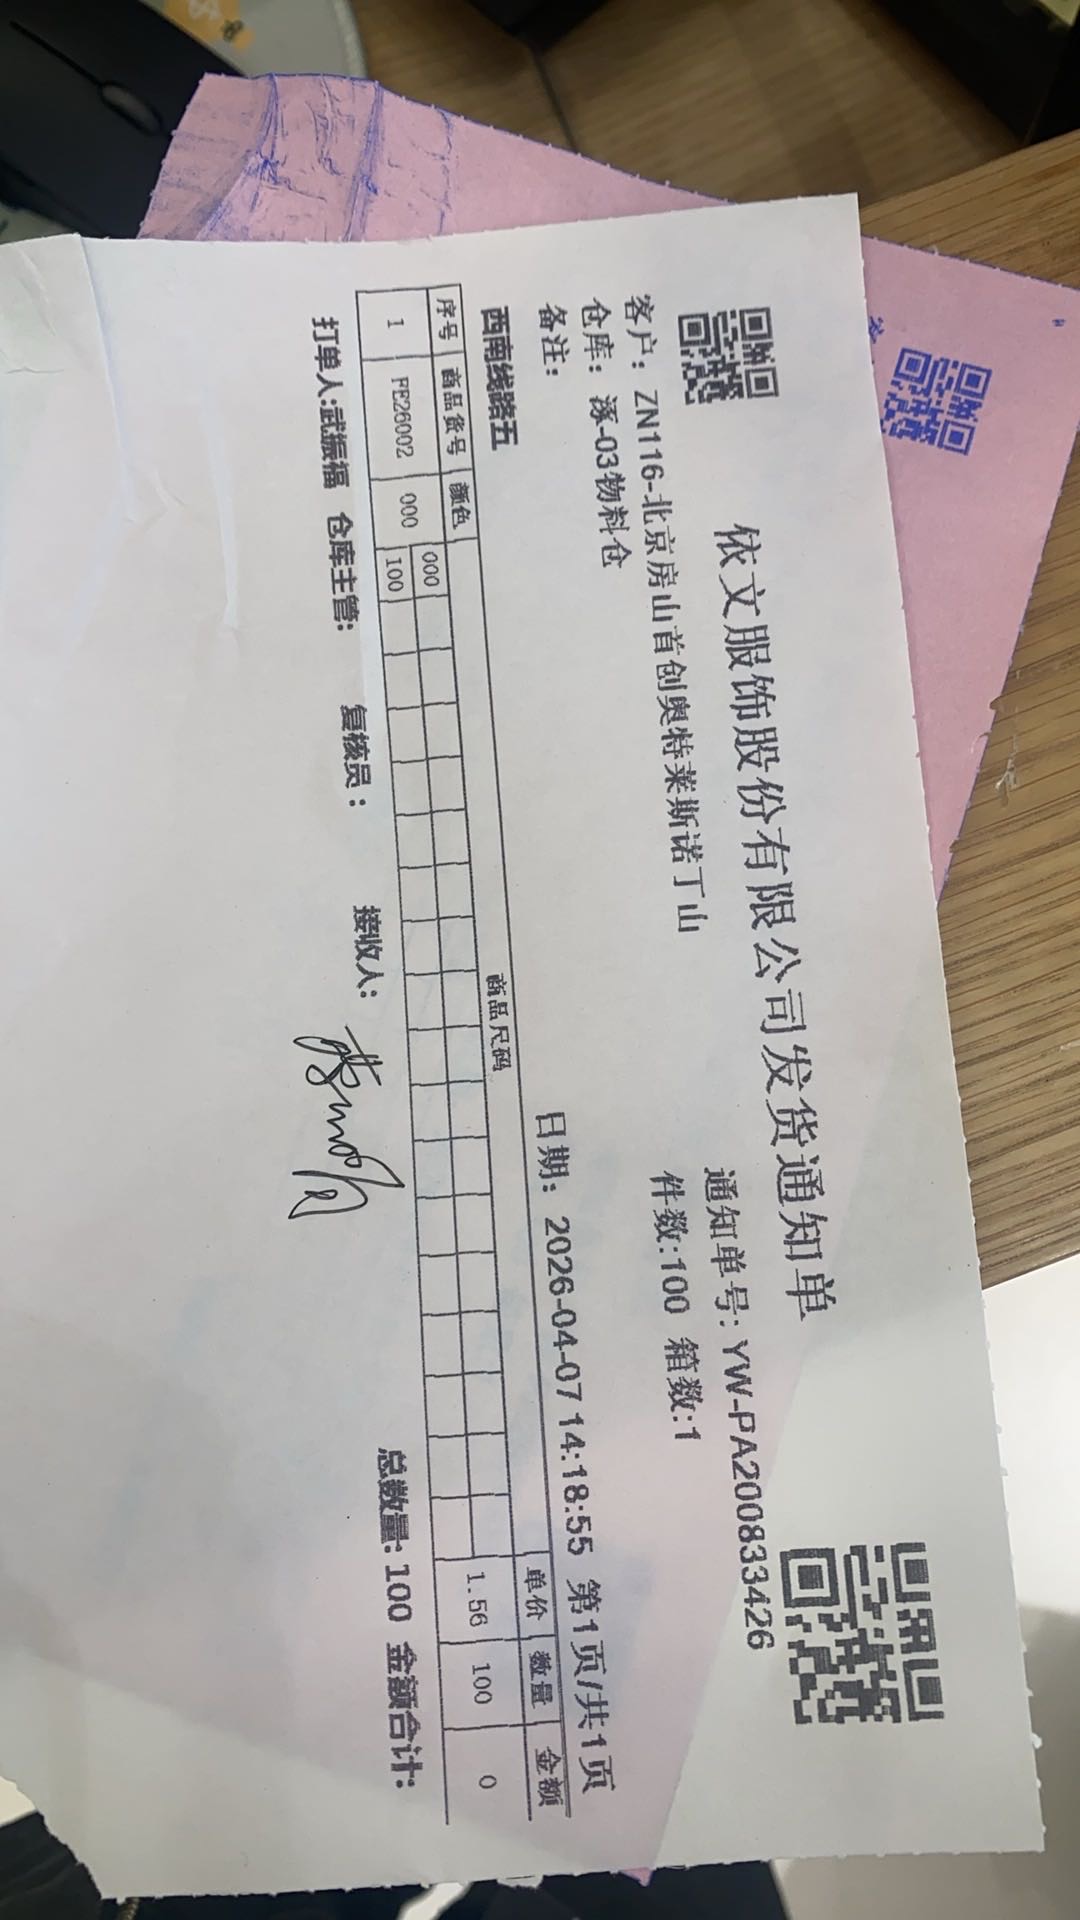 依文服饰股份有限公司发货通知单
通知单号: YW-PA200833426
客户: ZN116-北京房山首创奥特莱斯诺丁山
件数:100 箱数:1
仓库: 涿-03物料仓
备注:
日期: 2026-04-07 14:18:55 第1页/共1页
西南线路五
序号 商品货号 颜色 商品尺码 单价 数量 金额
000
1 FE26002 000 100 1.56 100 0
打单人:武振福 仓库主管: 复核员: 接收人: 总数量: 100 金额合计: